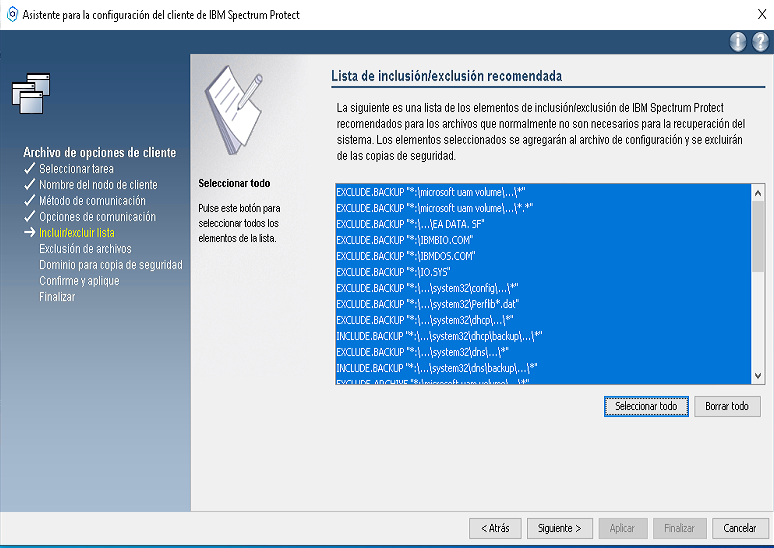 Asistente para la configuración del cliente de IBM Spectrum Protect
Archivo de opciones de cliente
Seleccionar tarea
Nombre del nodo de cliente
Método de comunicación
Opciones de comunicación
Incluir/excluir lista
Exclusión de archivos
Dominio para copia de seguridad
Confirme y aplique
Finalizar
Seleccionar todo
Pulse este botón para
seleccionar todos los
elementos de la lista.
Lista de inclusión/exclusión recomendada
La siguiente es una lista de los elementos de inclusión/exclusión de IBM Spectrum Protect
recomendados para los archivos que normalmente no son necesarios para la recuperación del
sistema. Los elementos seleccionados se agregarán al archivo de configuración y se excluirán
de las copias de seguridad.
EXCLUDE.BACKUP "*:\microsoft uam volume\...\*"
EXCLUDE.BACKUP "*:\microsoft uam volume\...\*.*"
EXCLUDE.BACKUP "*:\...\EA DATA. SF"
EXCLUDE.BACKUP "*:\IBMBIO.COM"
EXCLUDE.BACKUP "*:\IBMDOS.COM"
EXCLUDE.BACKUP "*:\IO.SYS"
EXCLUDE.BACKUP "*:\...\system32\config\...\*"
EXCLUDE.BACKUP "*:\...\system32\Perflib*.dat"
EXCLUDE.BACKUP "*:\...\system32\dhcp\...\*"
INCLUDE.BACKUP "*:\...\system32\dhcp\backup\...\*"
EXCLUDE.BACKUP "*:\...\system32\dns\...\*"
INCLUDE.BACKUP "*:\...\system32\dns\backup\...\*"
EXCLUDE.ARCHIVE "*:\microsoft uam volume\...\*"
Seleccionar todo
Borrar todo
< Atrás
Siguiente >
Aplicar
Finalizar
Cancelar